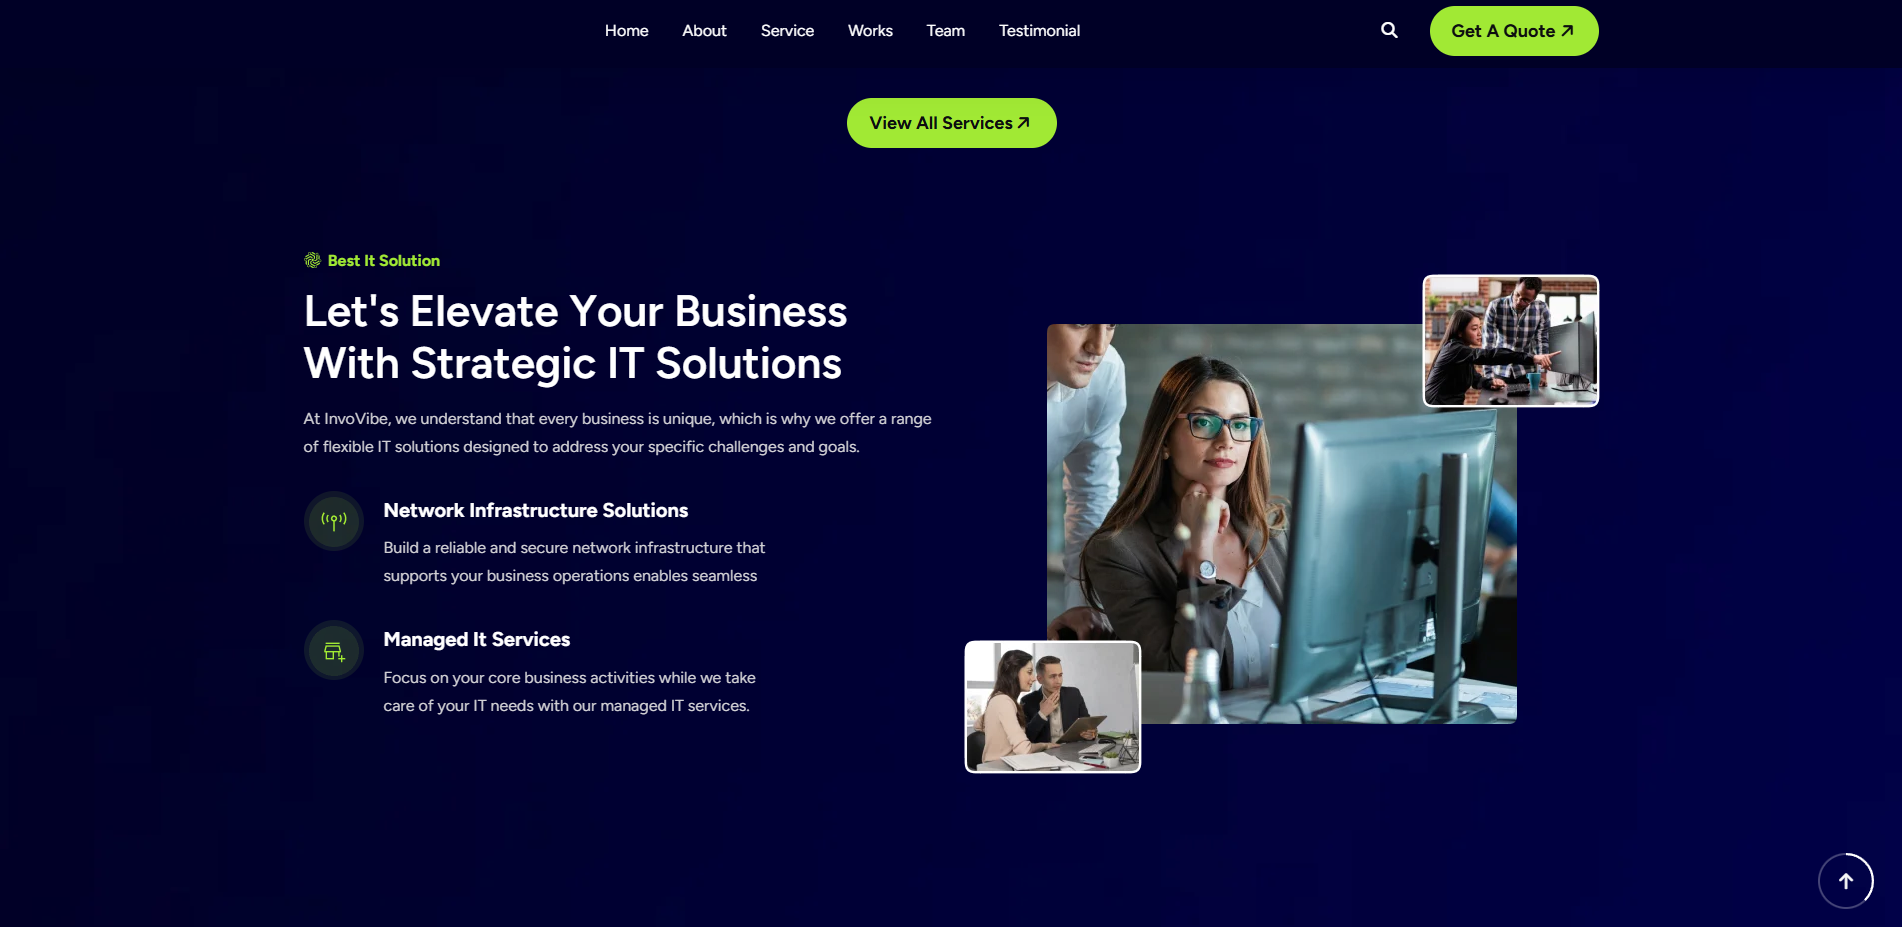 Home About Service Works Team Testimonial Get A Quote
View All Services
Best It Solution
Let's Elevate Your Business
With Strategic IT Solutions
At InvoVibe, we understand that every business is unique, which is why we offer a range
of flexible IT solutions designed to address your specific challenges and goals.
Network Infrastructure Solutions
Build a reliable and secure network infrastructure that
supports your business operations enables seamless
Managed It Services
Focus on your core business activities while we take
care of your IT needs with our managed IT services.